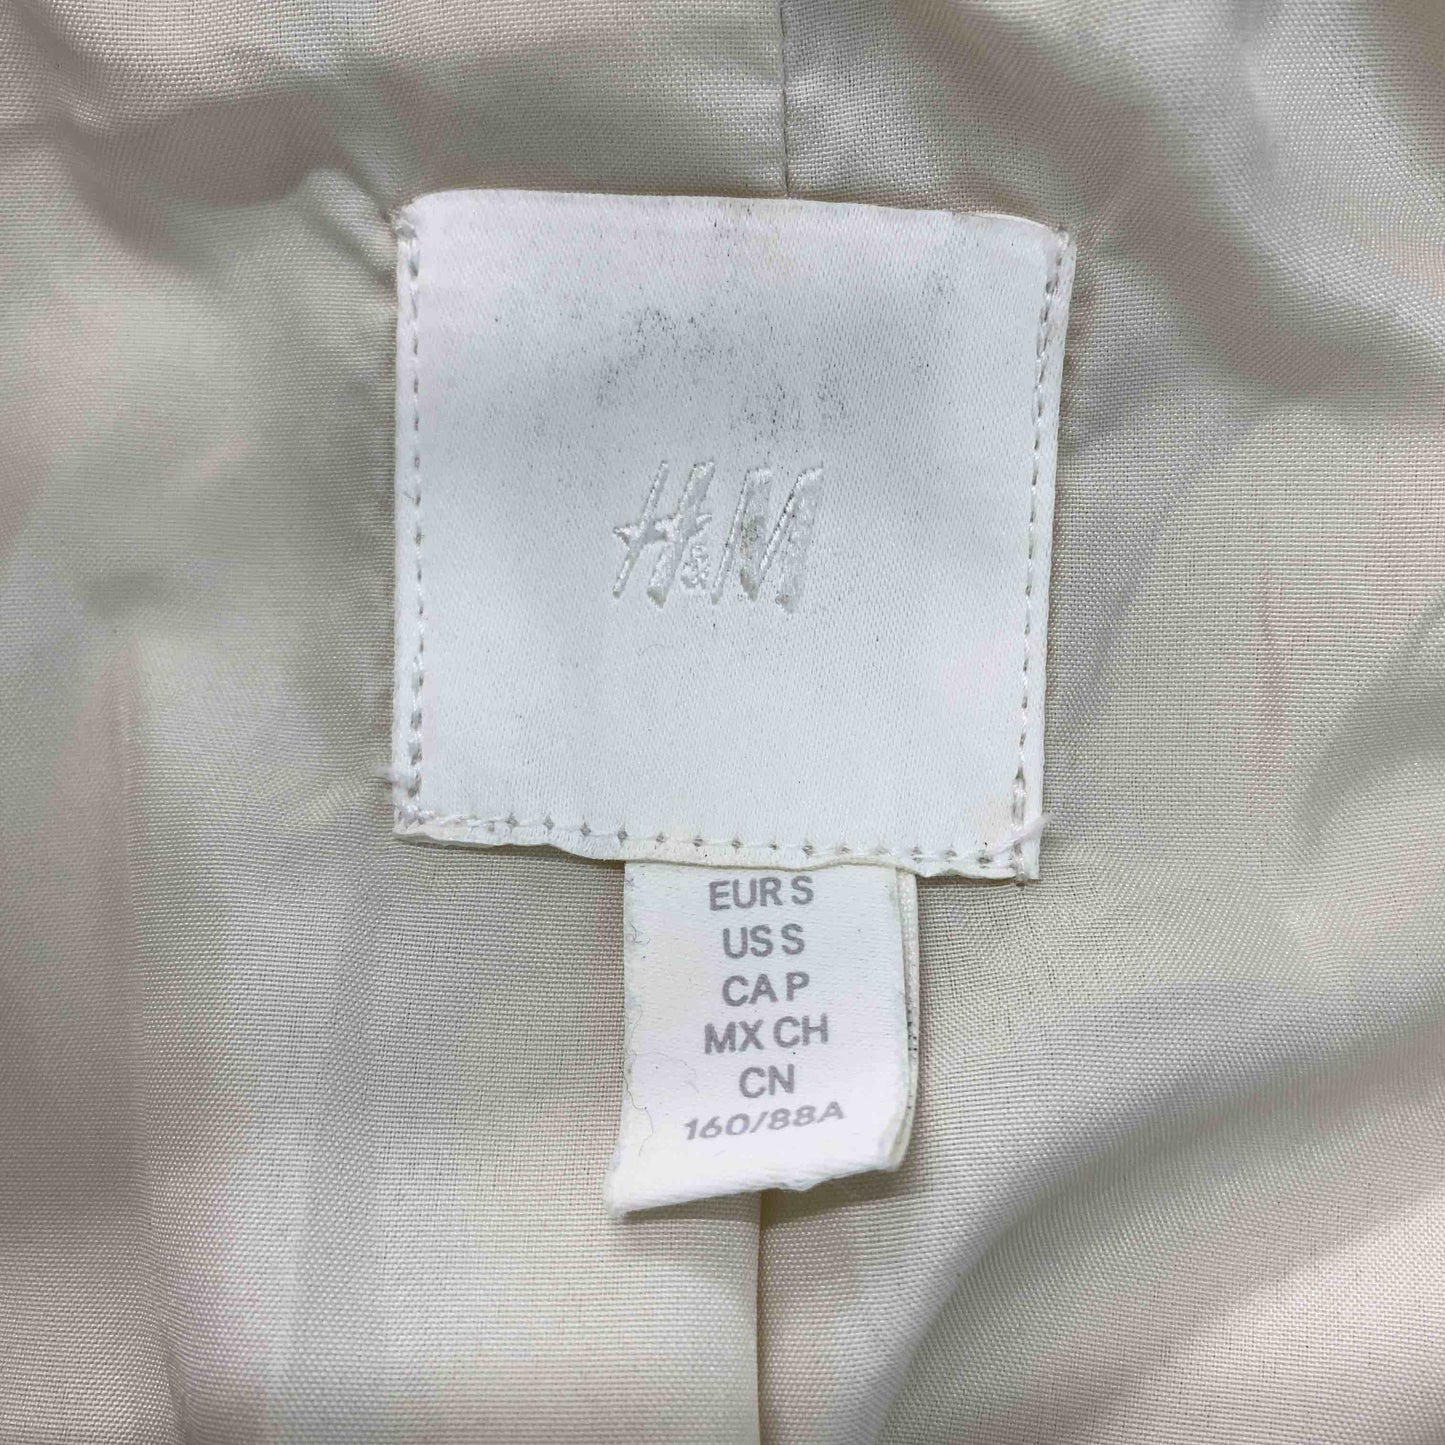 H&M
EUR S
US S
CA P
MX CH
CN
160/88A